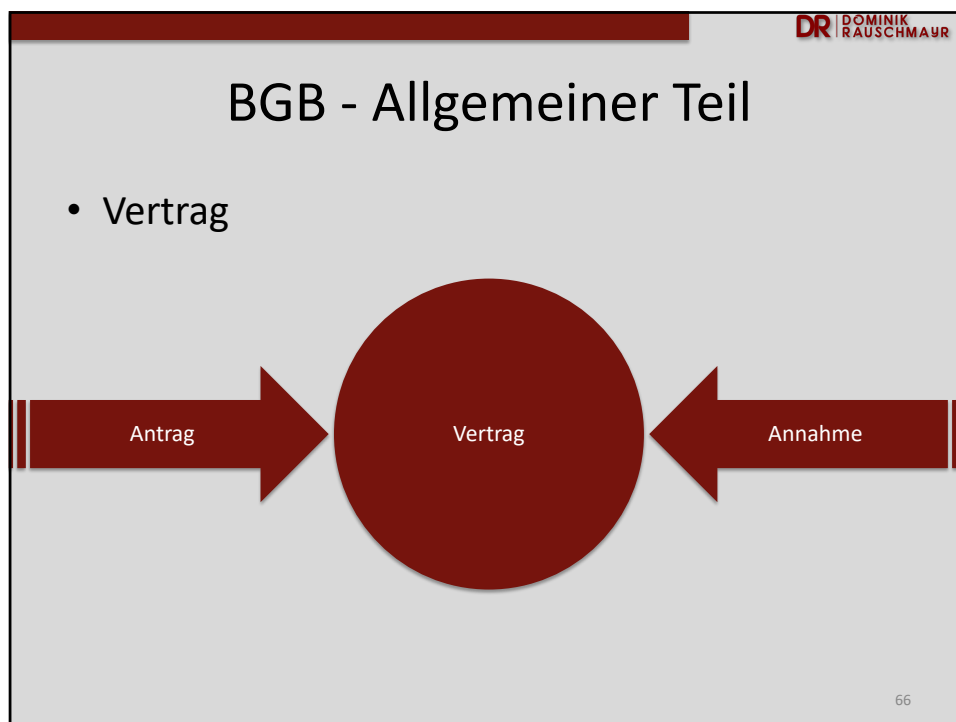 DR DOMINIK
RAUSCHMAYR
BGB - Allgemeiner Teil
• Vertrag
Antrag
Vertrag
Annahme
66